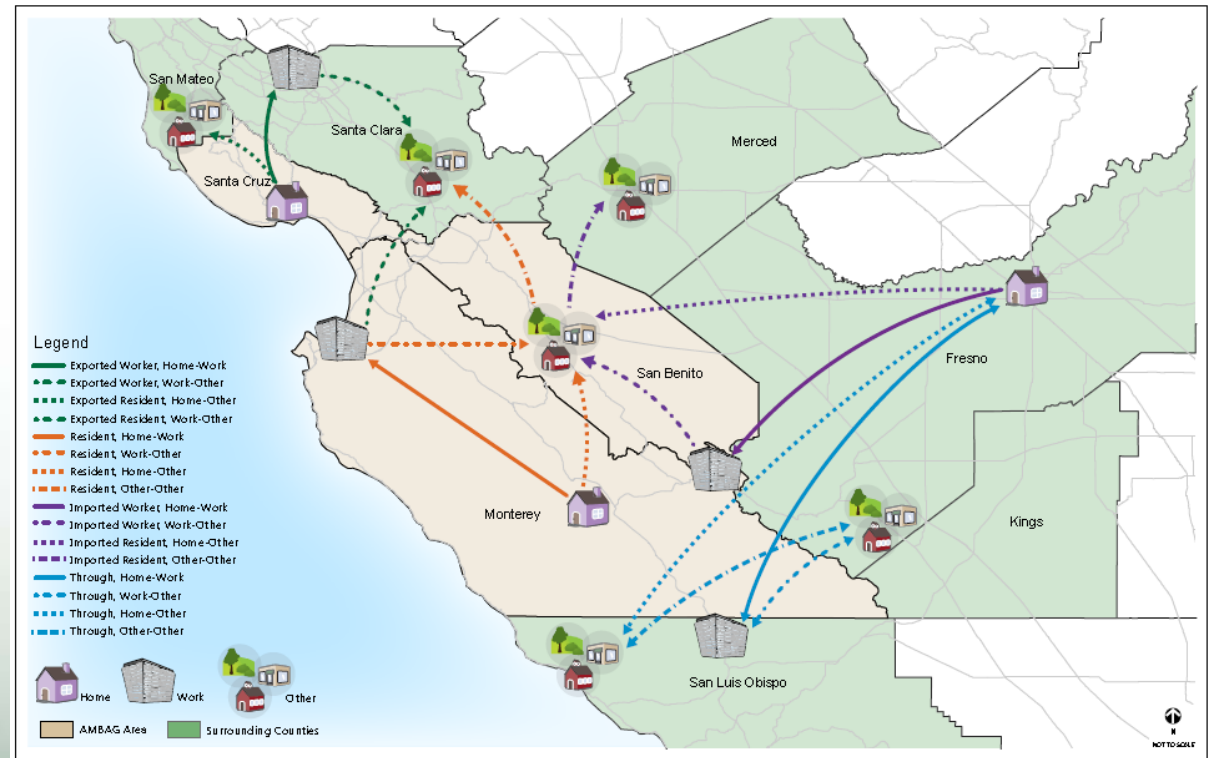 San Mateo
Santa Clara
Merced
Santa Cruz
Fresno
San Benito
Monterey
Kings
San Luis Obispo
Legend
Exported Worker, Home-Work
Exported Worker, Work-Other
Exported Resident, Home-Other
Exported Resident, Work-Other
Resident, Home-Work
Resident, Work-Other
Resident, Home-Other
Resident, Other-Other
Imported Worker, Home-Work
Imported Worker, Work-Other
Imported Resident, Home-Other
Imported Resident, Other-Other
Through, Home-Work
Through, Work-Other
Through, Home-Other
Through, Other-Other
Home
Work
Other
AMBAG Area
Surrounding Counties
N
NOT TO SCALE